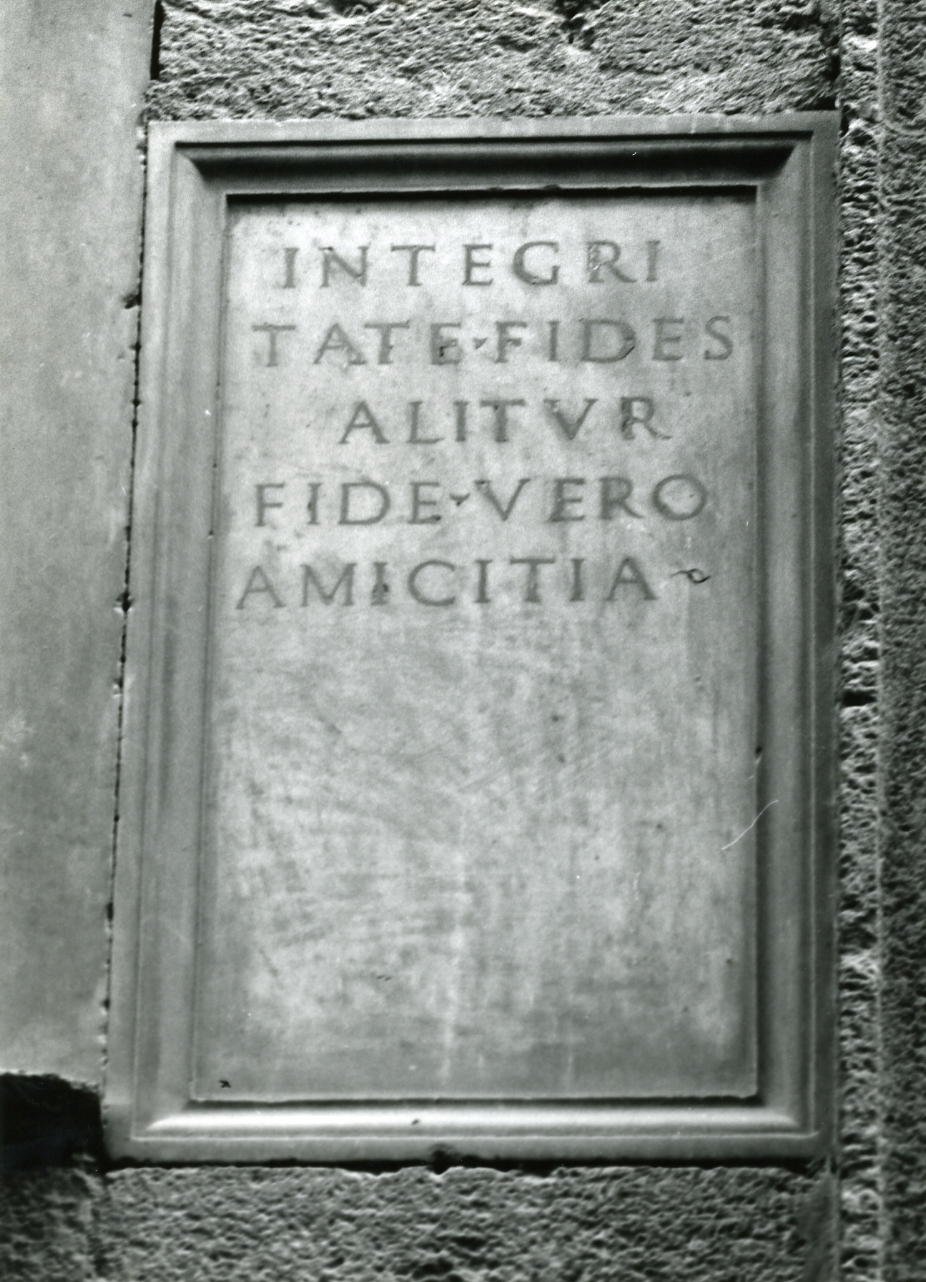 INTEGRI
TATE·FIDES
ALITVR
FIDE·VERO
AMICITIA